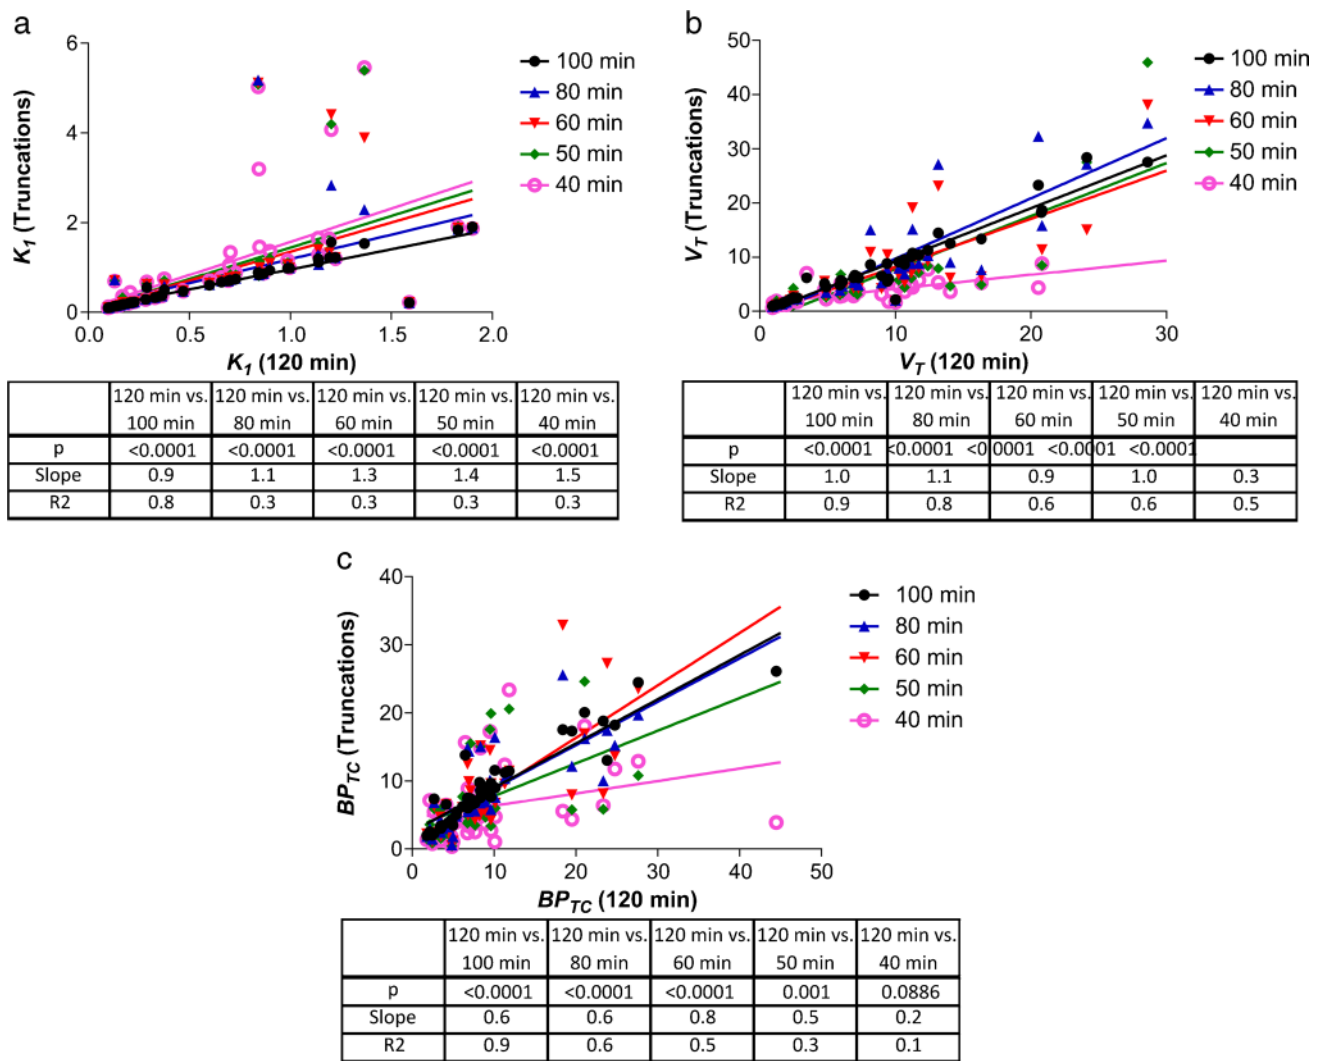 a
6
4
2
0
0.0 0.5 1.0 1.5 2.0
K1 (Truncations)
K1 (120 min)
100 min
80 min
60 min
50 min
40 min
120 min vs. 120 min vs. 120 min vs. 120 min vs. 120 min vs.
100 min 80 min 60 min 50 min 40 min
p <0.0001 <0.0001 <0.0001 <0.0001 <0.0001
Slope 0.9 1.1 1.3 1.4 1.5
R2 0.8 0.3 0.3 0.3 0.3
b
50
40
30
20
10
0
0 10 20 30
VT (Truncations)
VT (120 min)
100 min
80 min
60 min
50 min
40 min
120 min vs. 120 min vs. 120 min vs. 120 min vs. 120 min vs.
100 min 80 min 60 min 50 min 40 min
p <0.0001 <0.0001 <0.0001 <0.0001 <0.0001
Slope 1.0 1.1 0.9 1.0 0.3
R2 0.9 0.8 0.6 0.6 0.5
c
40
30
20
10
0
0 10 20 30 40 50
BPTC (Truncations)
BPTC (120 min)
100 min
80 min
60 min
50 min
40 min
120 min vs. 120 min vs. 120 min vs. 120 min vs. 120 min vs.
100 min 80 min 60 min 50 min 40 min
p <0.0001 <0.0001 <0.0001 0.001 0.0886
Slope 0.6 0.6 0.8 0.5 0.2
R2 0.9 0.6 0.5 0.3 0.1